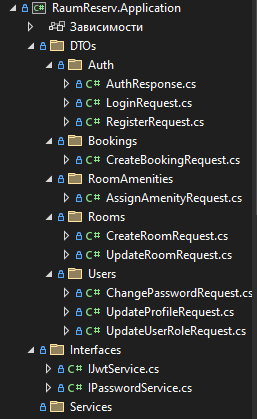 RaumReserv.Application
Зависимости
DTOs
Auth
C# AuthResponse.cs
C# LoginRequest.cs
C# RegisterRequest.cs
Bookings
C# CreateBookingRequest.cs
RoomAmenities
C# AssignAmenityRequest.cs
Rooms
C# CreateRoomRequest.cs
C# UpdateRoomRequest.cs
Users
C# ChangePasswordRequest.cs
C# UpdateProfileRequest.cs
C# UpdateUserRoleRequest.cs
Interfaces
C# IJwtService.cs
C# IPasswordService.cs
Services